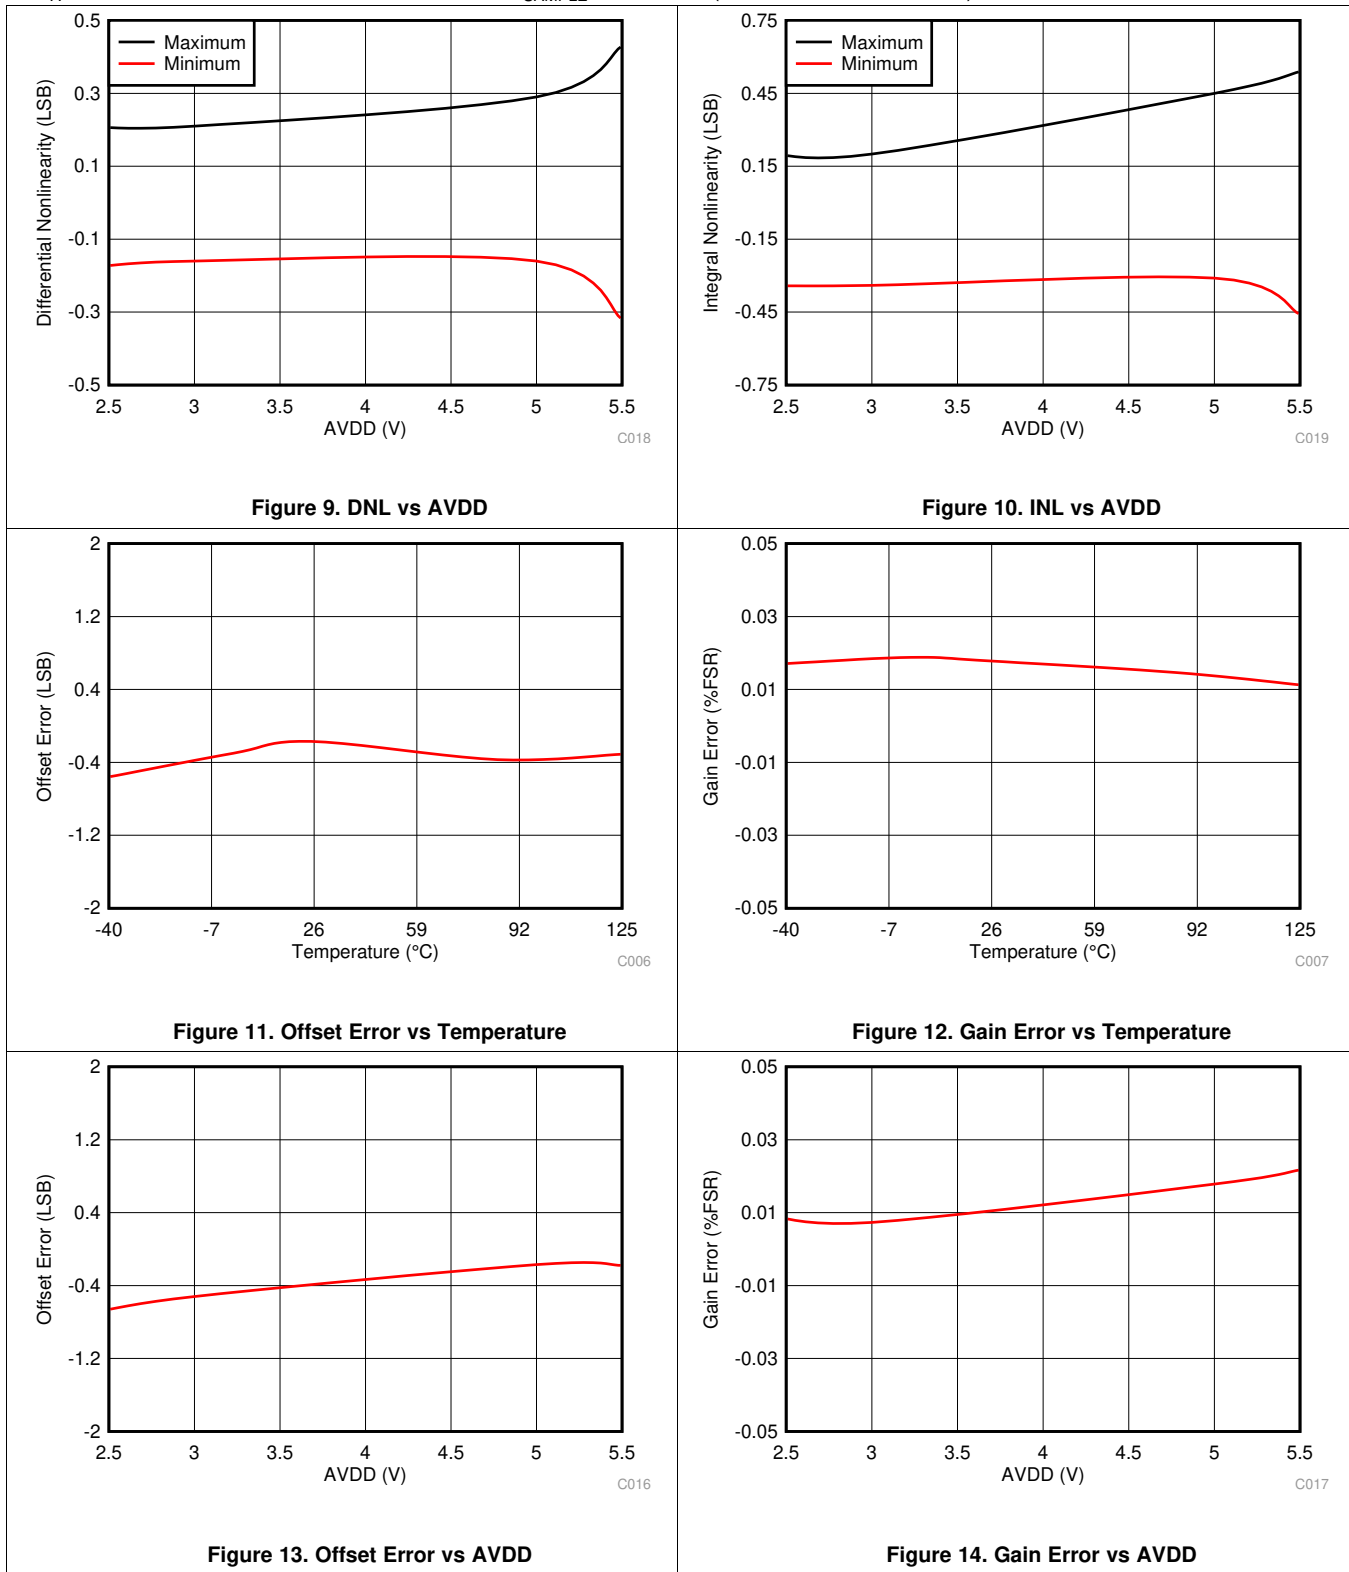 0.5
0.3
0.1
-0.1
-0.3
-0.5
Differential Nonlinearity (LSB)
Maximum
Minimum
2.5 3 3.5 4 4.5 5 5.5
AVDD (V)
C018
Figure 9. DNL vs AVDD
0.75
0.45
0.15
-0.15
-0.45
-0.75
Integral Nonlinearity (LSB)
Maximum
Minimum
2.5 3 3.5 4 4.5 5 5.5
AVDD (V)
C019
Figure 10. INL vs AVDD
2
1.2
0.4
-0.4
-1.2
-2
Offset Error (LSB)
-40 -7 26 59 92 125
Temperature (°C)
C006
Figure 11. Offset Error vs Temperature
0.05
0.03
0.01
-0.01
-0.03
-0.05
Gain Error (%FSR)
-40 -7 26 59 92 125
Temperature (°C)
C007
Figure 12. Gain Error vs Temperature
2
1.2
0.4
-0.4
-1.2
-2
Offset Error (LSB)
2.5 3 3.5 4 4.5 5 5.5
AVDD (V)
C016
Figure 13. Offset Error vs AVDD
0.05
0.03
0.01
-0.01
-0.03
-0.05
Gain Error (%FSR)
2.5 3 3.5 4 4.5 5 5.5
AVDD (V)
C017
Figure 14. Gain Error vs AVDD